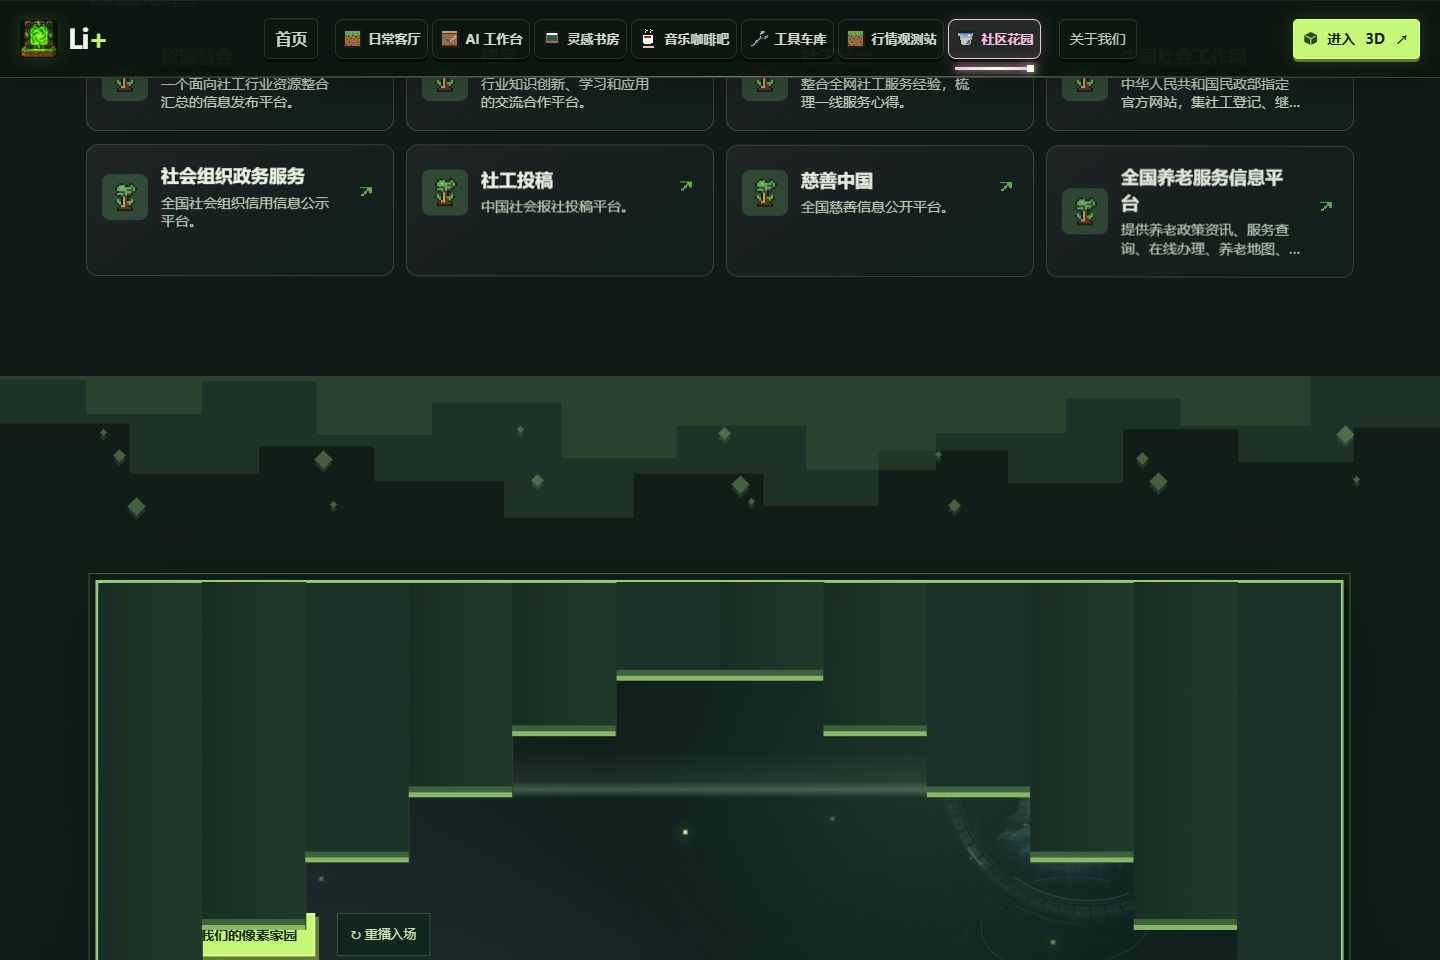 Li+
首页
日常客厅
AI 工作台
灵感书房
音乐咖啡吧
工具车库
行情观测站
社区花园
关于我们
进入 3D ↗
资源整合
中国社会工作网
一个面向社工行业资源整合
汇总的信息发布平台。
行业知识创新、学习和应用
的交流合作平台。
整合全网社工服务经验，梳
理一线服务心得。
中华人民共和国民政部指定
官方网站，集社工登记、继...
社会组织政务服务
全国社会组织信用信息公示
平台。
社工投稿
中国社会报社投稿平台。
慈善中国
全国慈善信息公开平台。
全国养老服务信息平
台
提供养老政策资讯、服务查
询、在线办理、养老地图、...
我们的像素家园
↻ 重播入场